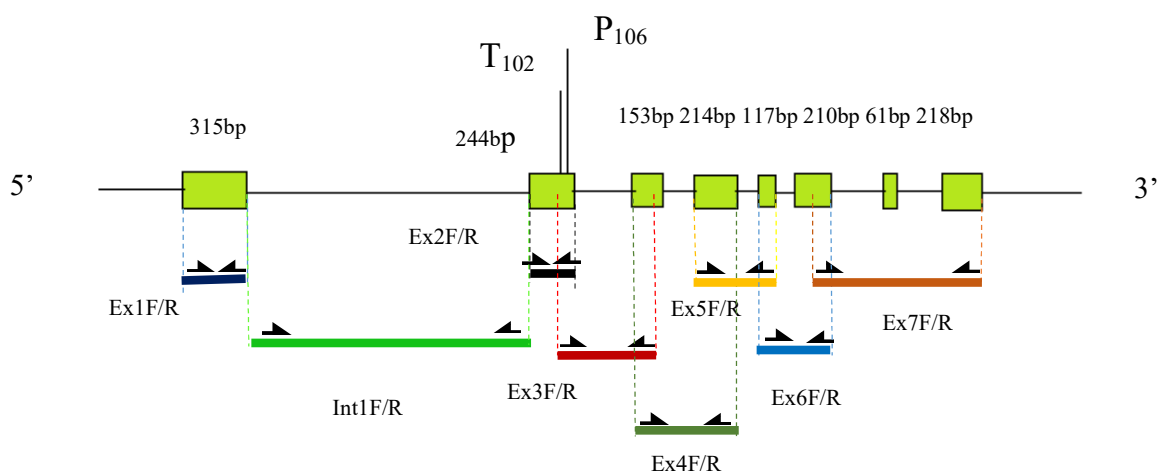 P106
T102
153bp 214bp 117bp 210bp 61bp 218bp
315bp
244bp
5’
3’
Ex2F/R
Ex1F/R
Ex5F/R
Ex7F/R
Int1F/R
Ex3F/R
Ex6F/R
Ex4F/R